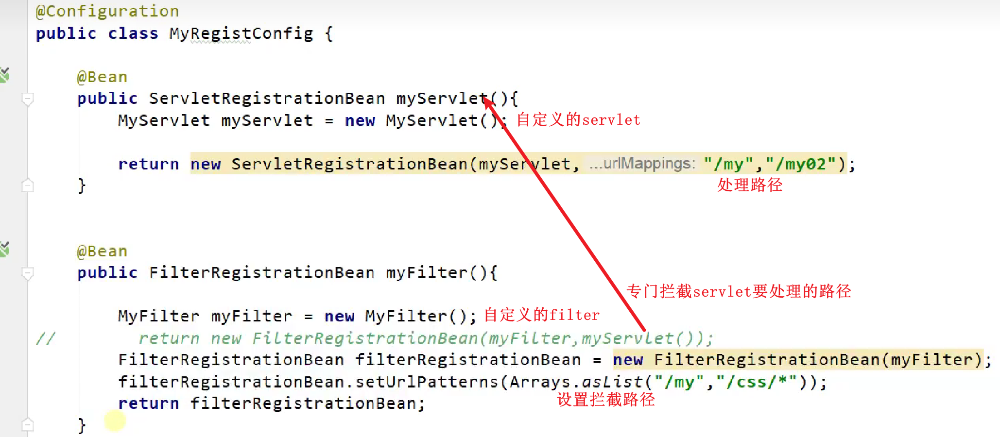 @Configuration
public class MyRegistConfig {
@Bean
public ServletRegistrationBean myServlet(){
MyServlet myServlet = new MyServlet(); 自定义的servlet
return new ServletRegistrationBean(myServlet, ...urlMappings: "/my","/my02");
处理路径
}
@Bean
public FilterRegistrationBean myFilter(){
专门拦截servlet要处理的路径
MyFilter myFilter = new MyFilter(); 自定义的filter
// return new FilterRegistrationBean(myFilter,myServlet());
FilterRegistrationBean filterRegistrationBean = new FilterRegistrationBean(myFilter);
filterRegistrationBean.setUrlPatterns(Arrays.asList("/my","/css/*"));
设置拦截路径
return filterRegistrationBean;
}